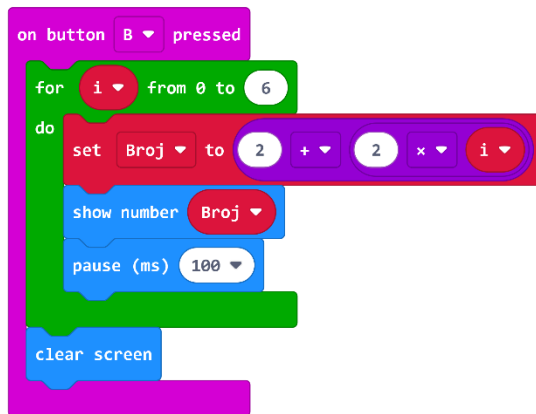 on button B pressed
for i from 0 to 6
do
set Broj to 2 + 2 × i
show number Broj
pause (ms) 100
clear screen